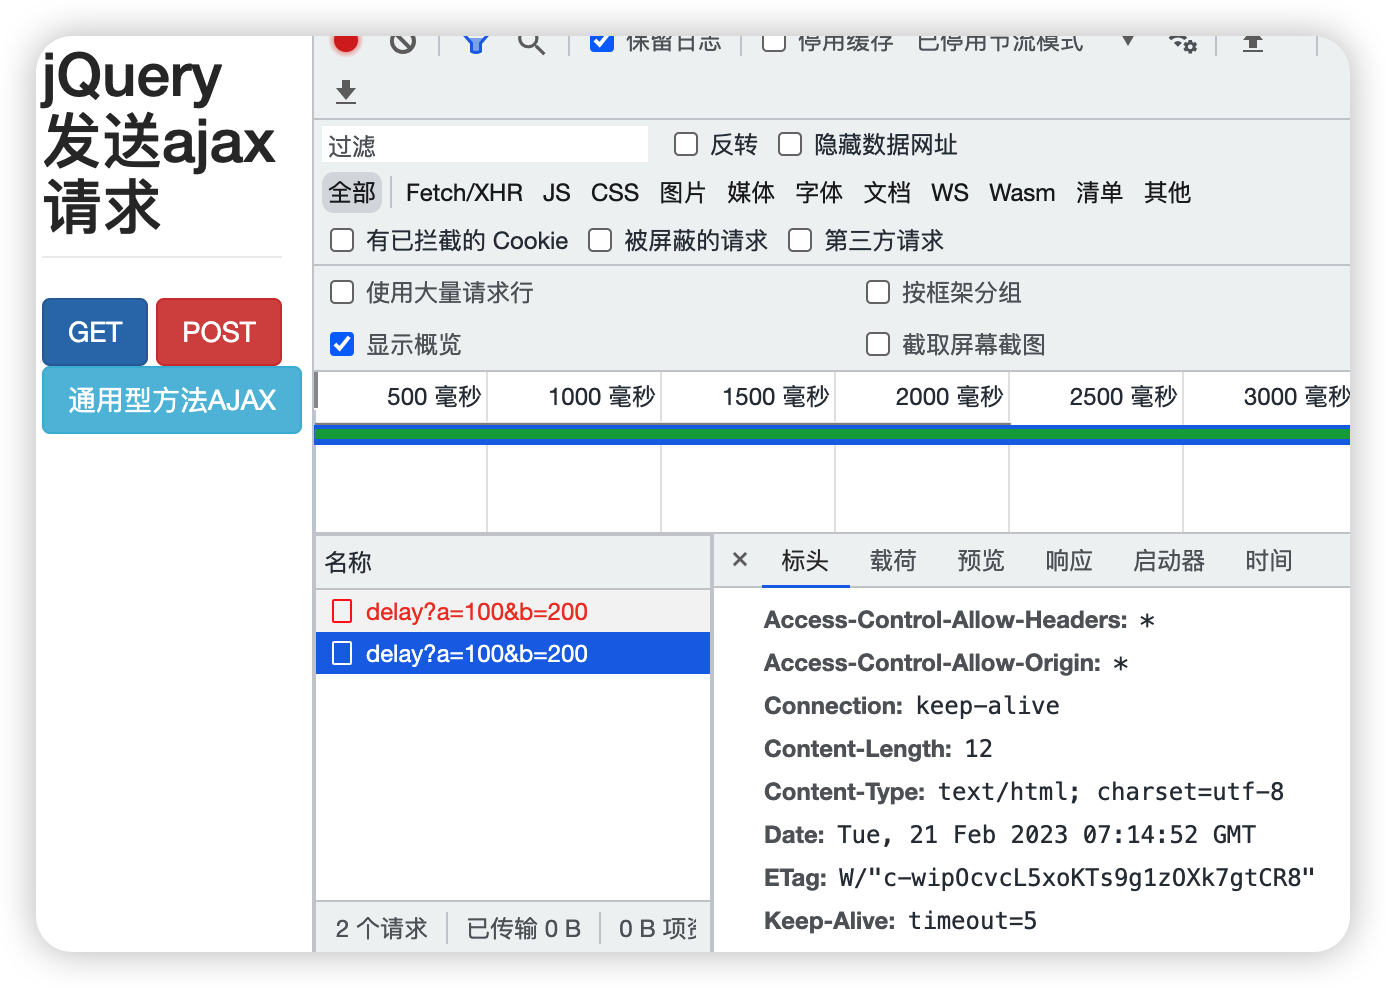 jQuery
发送ajax
请求
GET
POST
通用型方法AJAX
保留日志
停用缓存
已停用节流模式
过滤
反转
隐藏数据网址
全部
Fetch/XHR JS CSS 图片 媒体 字体 文档 WS Wasm 清单 其他
有已拦截的 Cookie
被屏蔽的请求
第三方请求
使用大量请求行
按框架分组
显示概览
截取屏幕截图
500 毫秒 1000 毫秒 1500 毫秒 2000 毫秒 2500 毫秒 3000 毫秒
名称
delay?a=100&b=200
delay?a=100&b=200
2 个请求 已传输 0 B 0 B 项资
× 标头 载荷 预览 响应 启动器 时间
Access-Control-Allow-Headers: *
Access-Control-Allow-Origin: *
Connection: keep-alive
Content-Length: 12
Content-Type: text/html; charset=utf-8
Date: Tue, 21 Feb 2023 07:14:52 GMT
ETag: W/"c-wipOcvcL5xoKTs9g1zOXk7gtCR8"
Keep-Alive: timeout=5